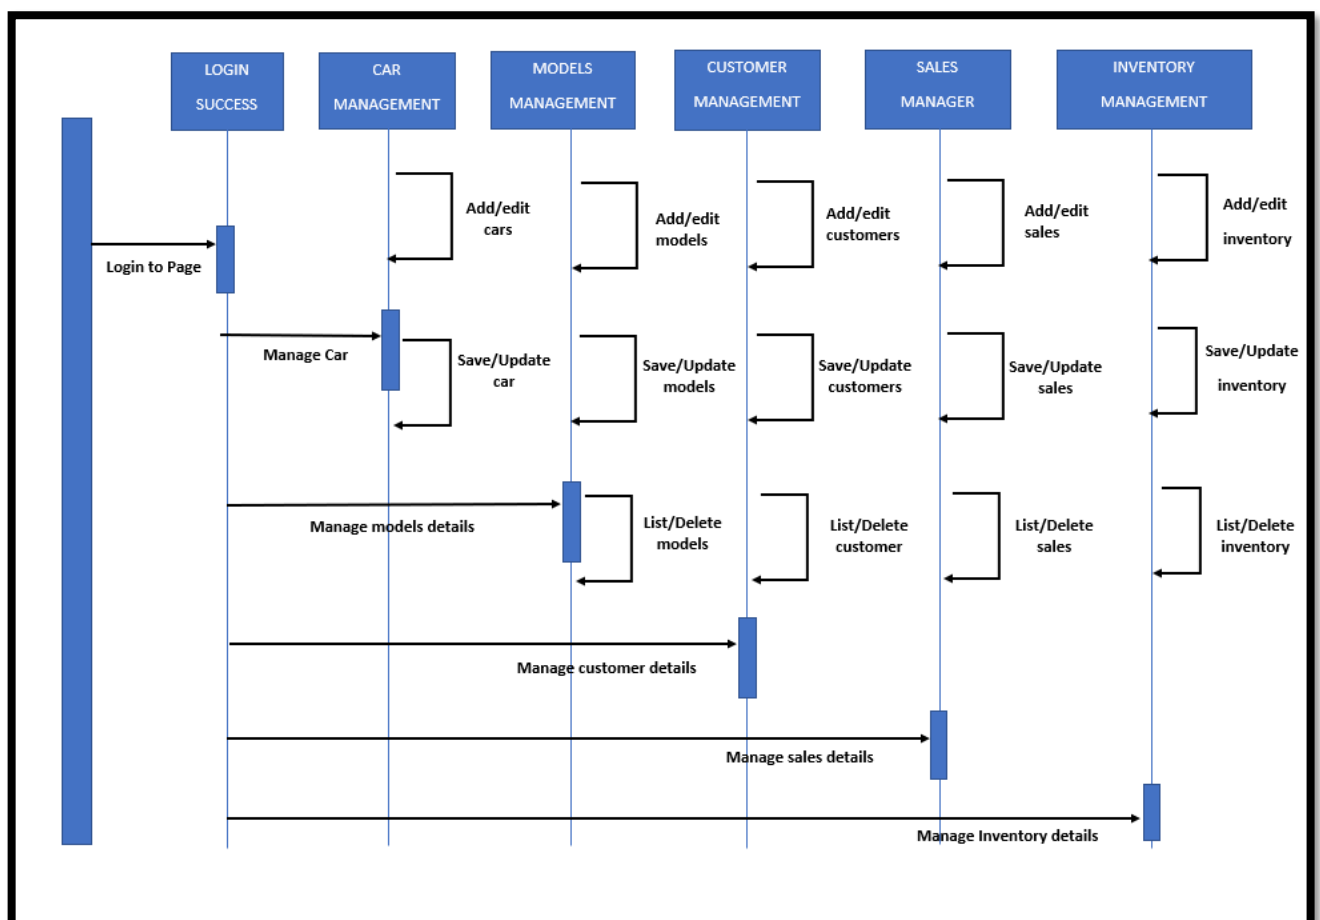 LOGIN
SUCCESS
CAR
MANAGEMENT
MODELS
MANAGEMENT
CUSTOMER
MANAGEMENT
SALES
MANAGER
INVENTORY
MANAGEMENT
Add/edit
cars
Add/edit
models
Add/edit
customers
Add/edit
sales
Add/edit
inventory
Login to Page
Manage Car
Save/Update
car
Save/Update
models
Save/Update
customers
Save/Update
sales
Save/Update
inventory
Manage models details
List/Delete
models
List/Delete
customer
List/Delete
sales
List/Delete
inventory
Manage customer details
Manage sales details
Manage Inventory details